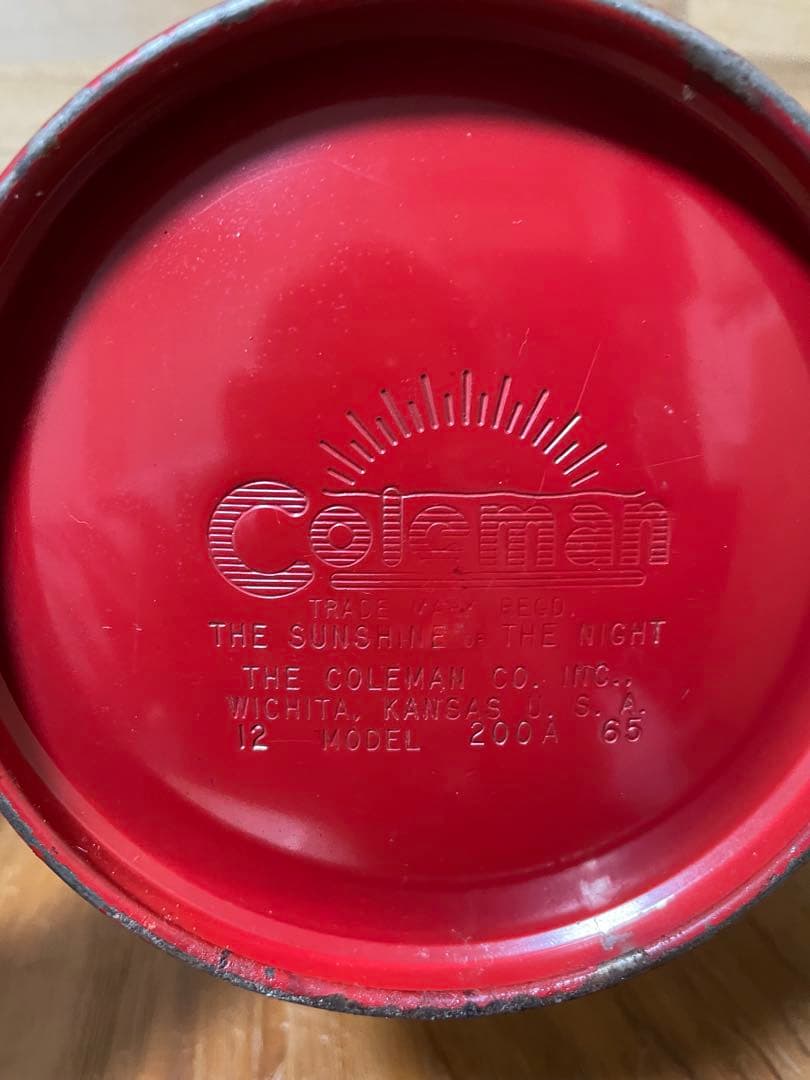 Coleman
TRADE MARK REGD.
THE SUNSHINE OF THE NIGHT
THE COLEMAN CO. INC.,
WICHITA, KANSAS U. S. A.
12 MODEL 200A 65